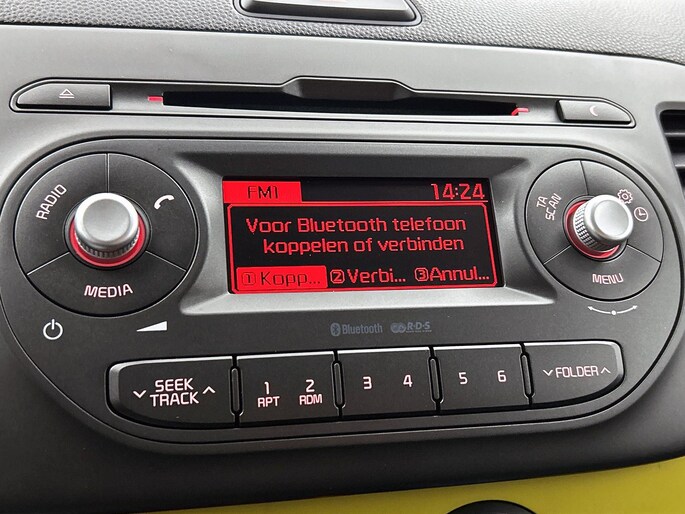 FM1 14:24
Voor Bluetooth telefoon
koppelen of verbinden
1 Kopp... 2 Verbi... 3 Annul...
RADIO
MEDIA
TA
SCAN
MENU
Bluetooth R·D·S
SEEK
TRACK
1
RPT
2
RDM
3 4
5 6
FOLDER